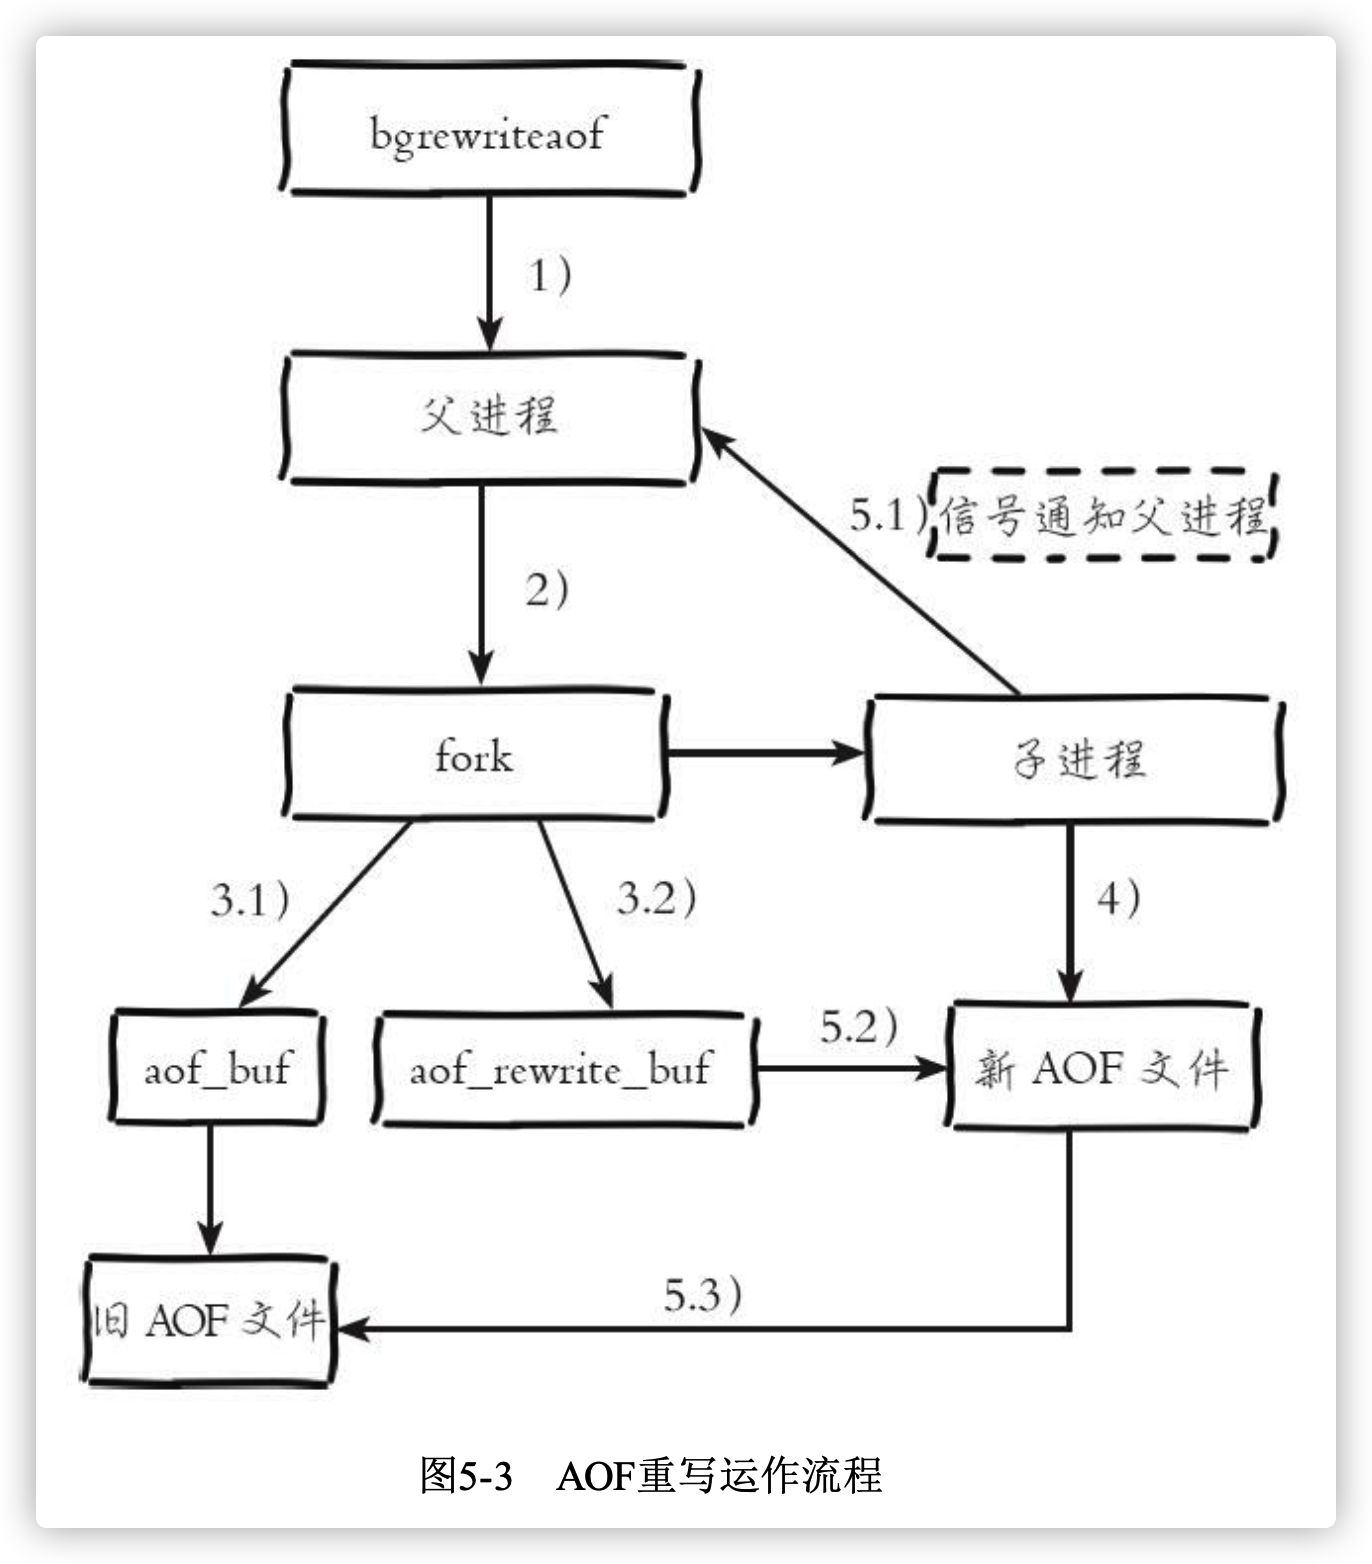 bgrewriteaof
1)
父进程
5.1)
信号通知父进程
2)
fork
子进程
3.1)
3.2)
4)
aof_buf
aof_rewrite_buf
5.2)
新 AOF 文件
旧 AOF 文件
5.3)
图5-3 AOF重写运作流程